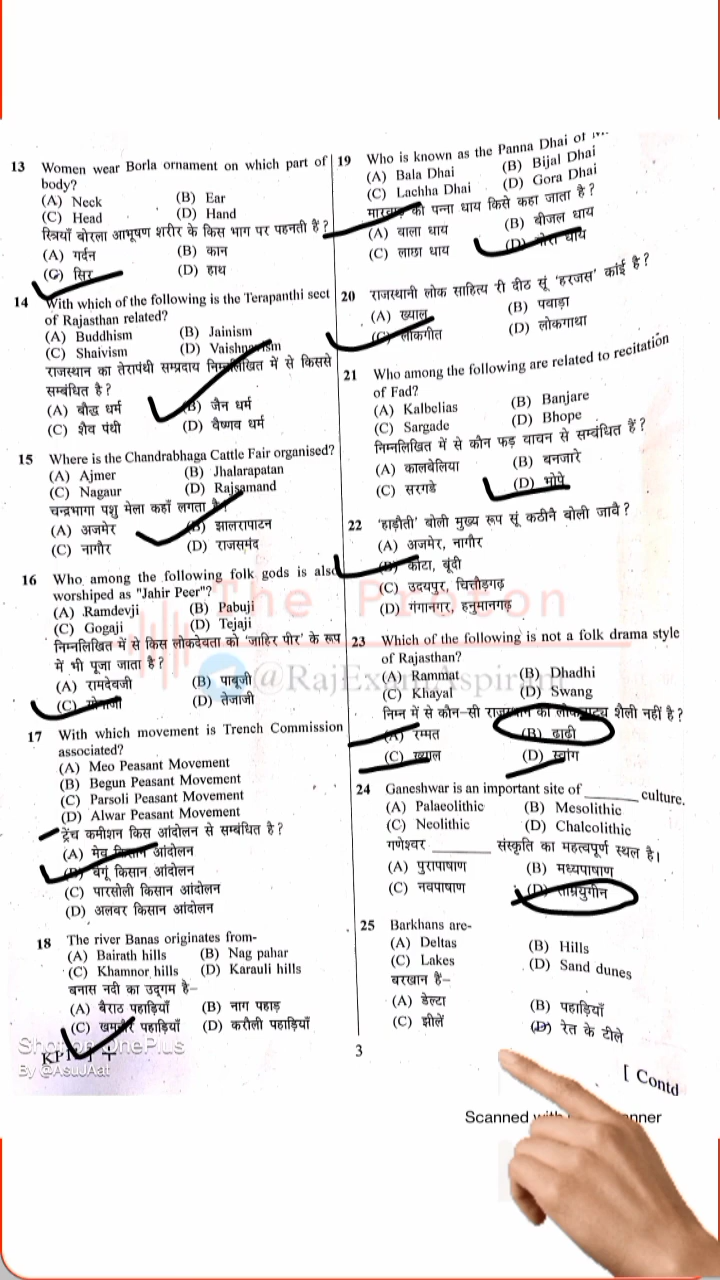 13 Women wear Borla ornament on which part of
body?
(A) Neck (B) Ear
(C) Head (D) Hand
स्त्रियाँ बोरला आभूषण शरीर के किस भाग पर पहनती हैं ?
(A) गर्दन (B) कान
(C) सिर (D) हाथ
14 With which of the following is the Terapanthi sect
of Rajasthan related?
(A) Buddhism (B) Jainism
(C) Shaivism (D) Vaishnavism
राजस्थान का तेरापंथी सम्प्रदाय निम्नलिखित में से किससे
सम्बंधित है ?
(A) बौद्ध धर्म (B) जैन धर्म
(C) शैव पंथी (D) वैष्णव धर्म
15 Where is the Chandrabhaga Cattle Fair organised?
(A) Ajmer (B) Jhalarapatan
(C) Nagaur (D) Rajsamand
चन्द्रभागा पशु मेला कहाँ लगता है
(A) अजमेर (B) झालरापाटन
(C) नागौर (D) राजसमंद
16 Who among the following folk gods is also
worshiped as "Jahir Peer"?
(A) Ramdevji (B) Pabuji
(C) Gogaji (D) Tejaji
निम्नलिखित में से किस लोकदेवता को 'जाहिर पीर' के रूप
में भी पूजा जाता है ?
(A) रामदेवजी (B) पाबूजी
(C) गोगाजी (D) तेजाजी
17 With which movement is Trench Commission
associated?
(A) Meo Peasant Movement
(B) Begun Peasant Movement
(C) Parsoli Peasant Movement
(D) Alwar Peasant Movement
ट्रेंच कमीशन किस आंदोलन से सम्बंधित है ?
(A) मेव किसान आंदोलन
(B) बेगूं किसान आंदोलन
(C) पारसोली किसान आंदोलन
(D) अलवर किसान आंदोलन
18 The river Banas originates from-
(A) Bairath hills (B) Nag pahar
(C) Khamnor hills (D) Karauli hills
बनास नदी का उद्गम है–
(A) बैराठ पहाड़ियाँ (B) नाग पहाड़
(C) खमनौर पहाड़ियाँ (D) करौली पहाड़ियाँ
19 Who is known as the Panna Dhai of
(A) Bala Dhai (B) Bijal Dhai
(C) Lachha Dhai (D) Gora Dhai
मारवाड़ की पन्ना धाय किसे कहा जाता है ?
(A) बाला धाय (B) बीजल धाय
(C) लाछा धाय (D) गोरा धाय
20 राजस्थानी लोक साहित्य री दीठ सूं 'हरजस' कांई है ?
(A) ख्याल (B) पवाड़ा
(C) लोकगीत (D) लोकगाथा
21 Who among the following are related to recitation
of Fad?
(A) Kalbelias (B) Banjare
(C) Sargade (D) Bhope
निम्नलिखित में से कौन फड़ वाचन से सम्बंधित हैं ?
(A) कालबेलिया (B) बनजारे
(C) सरगडे (D) भोपे
22 'हाड़ौती' बोली मुख्य रूप सूं कठीनै बोली जावै ?
(A) अजमेर, नागौर
(B) कोटा, बूंदी
(C) उदयपुर, चित्तौड़गढ़
(D) गंगानगर, हनुमानगढ़
23 Which of the following is not a folk drama style
of Rajasthan?
(A) Rammat (B) Dhadhi
(C) Khayal (D) Swang
निम्न में से कौन-सी राजस्थान की लोकनाट्य शैली नहीं है ?
(A) रम्मत (B) ढाढी
(C) ख्याल (D) स्वांग
24 Ganeshwar is an important site of ________ culture.
(A) Palaeolithic (B) Mesolithic
(C) Neolithic (D) Chalcolithic
गणेश्वर ________ संस्कृति का महत्वपूर्ण स्थल है।
(A) पुरापाषाण (B) मध्यपाषाण
(C) नवपाषाण (D) ताम्रयुगीन
25 Barkhans are-
(A) Deltas (B) Hills
(C) Lakes (D) Sand dunes
बरखान हैं–
(A) डेल्टा (B) पहाड़ियाँ
(C) झीलें (D) रेत के टीले
The Proton
@RajExamAspirant
Shot on OnePlus
By @AsuJAat
3
[ Contd
Scanned